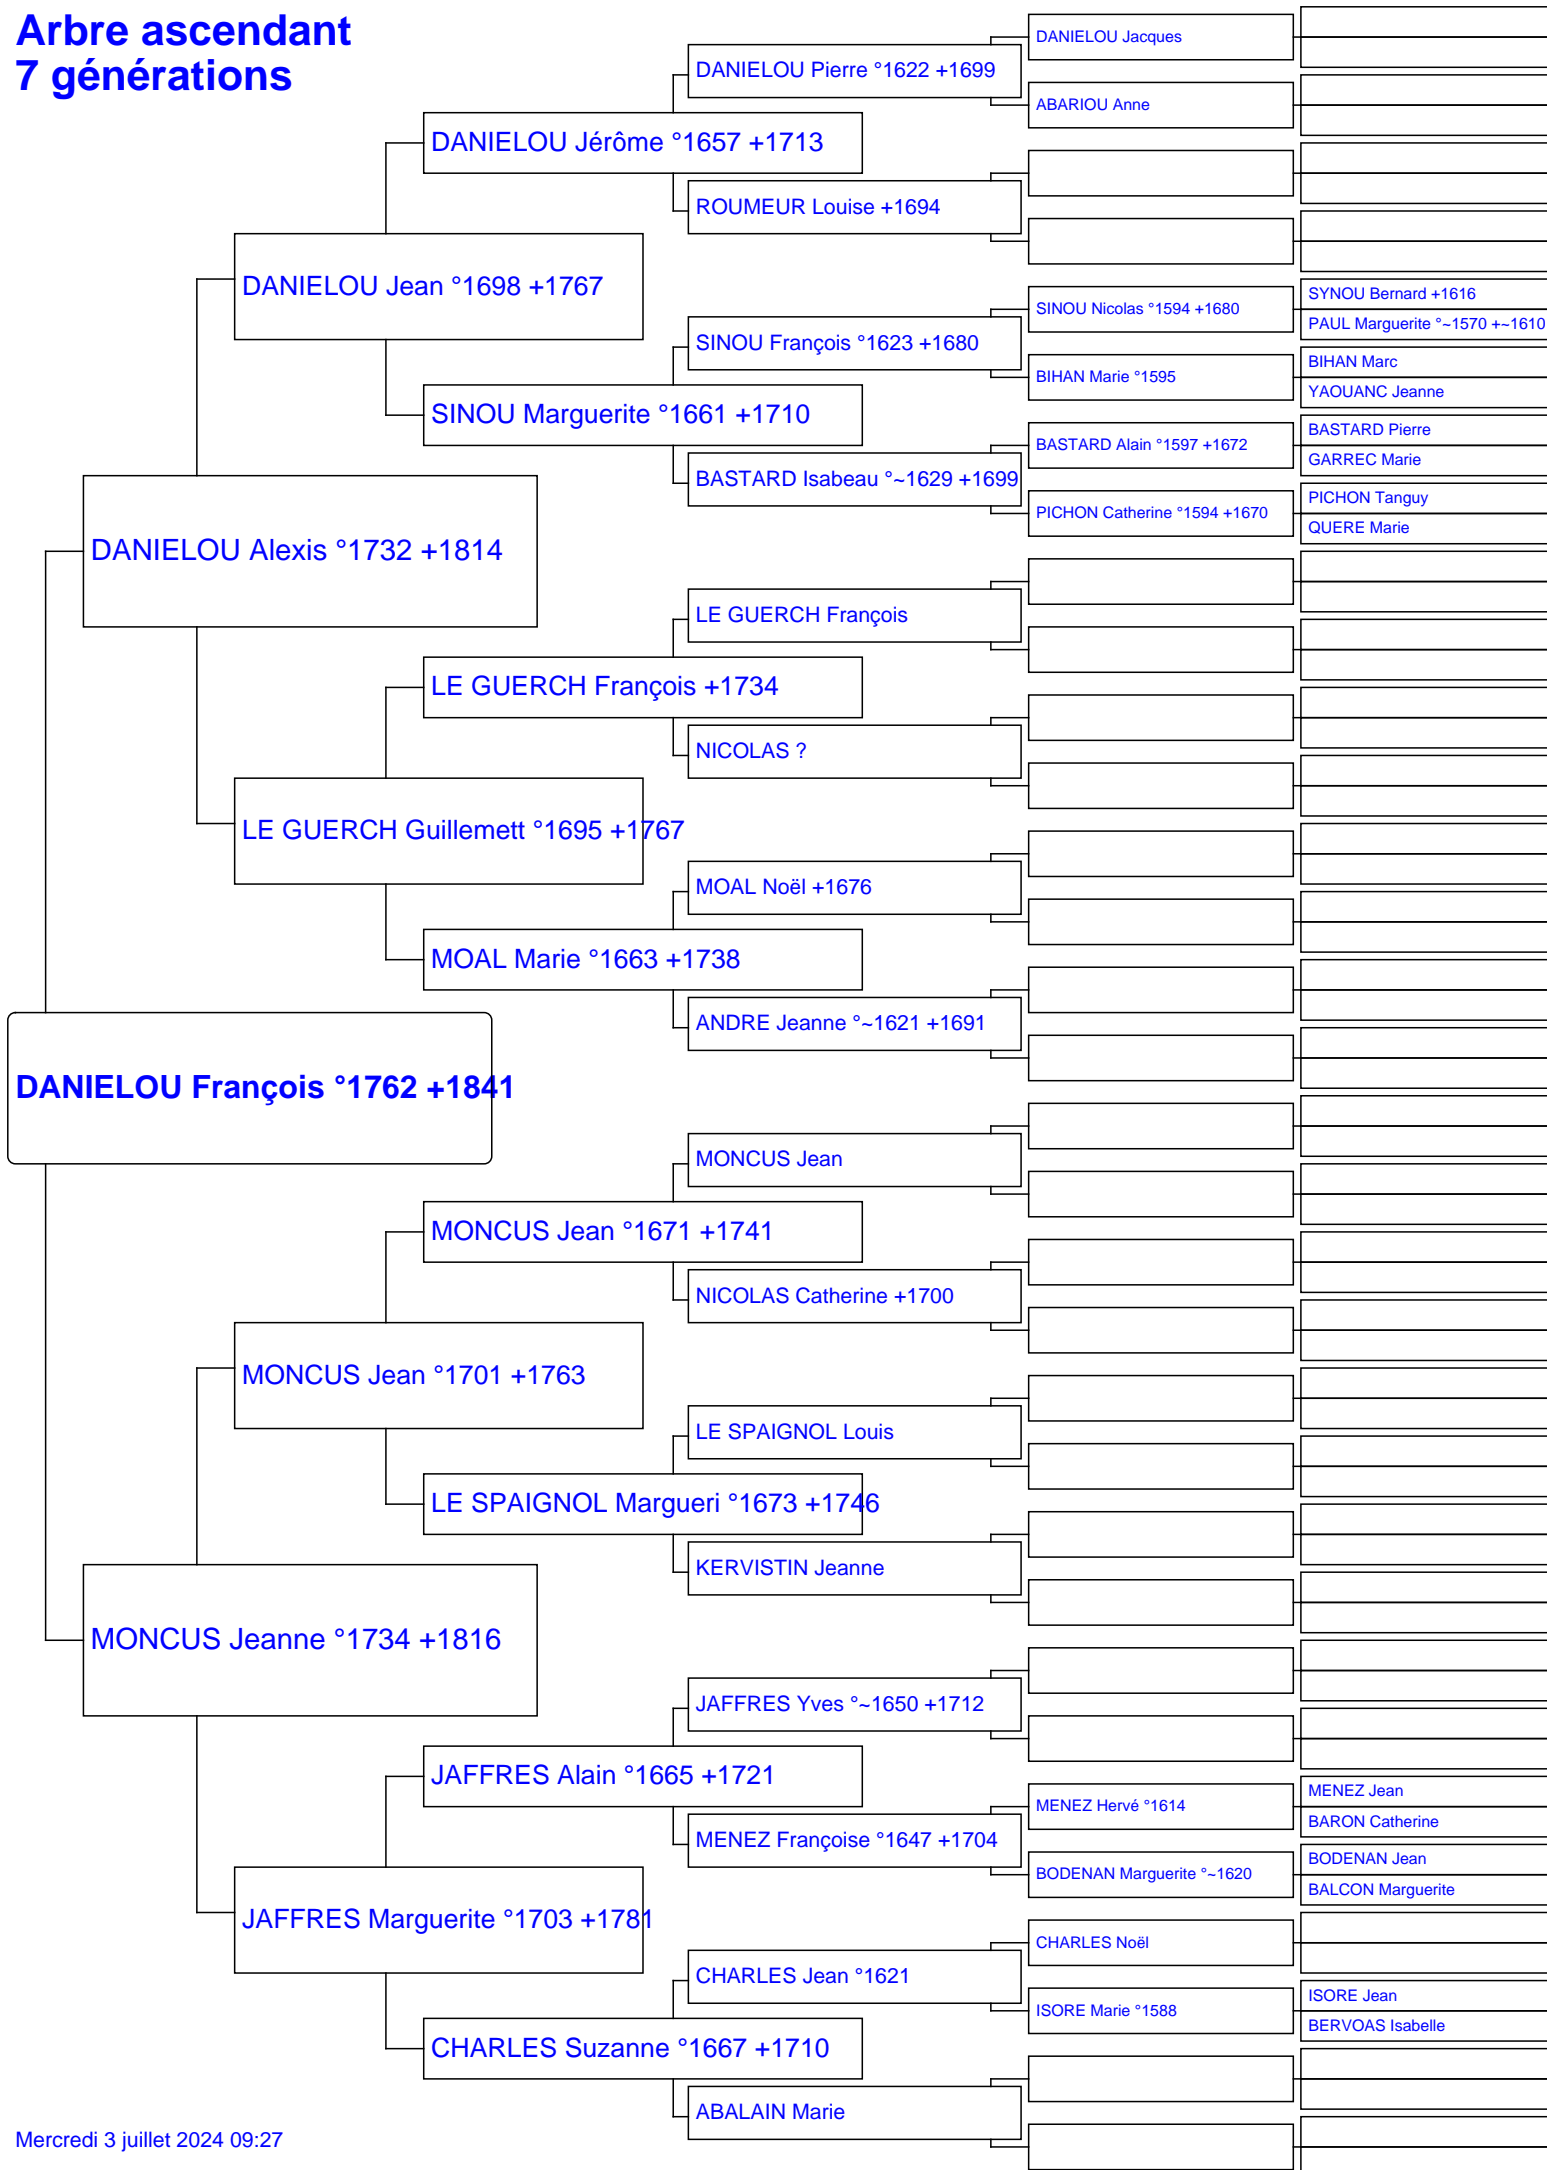 Arbre ascendant
7 générations
DANIELOU François °1762 +1841
DANIELOU Alexis °1732 +1814
MONCUS Jeanne °1734 +1816
DANIELOU Jean °1698 +1767
LE GUERCH Guillemett °1695 +1767
MONCUS Jean °1701 +1763
JAFFRES Marguerite °1703 +1781
DANIELOU Jérôme °1657 +1713
SINOU Marguerite °1661 +1710
LE GUERCH François +1734
MOAL Marie °1663 +1738
MONCUS Jean °1671 +1741
LE SPAIGNOL Margueri °1673 +1746
JAFFRES Alain °1665 +1721
CHARLES Suzanne °1667 +1710
DANIELOU Pierre °1622 +1699
ROUMEUR Louise +1694
SINOU François °1623 +1680
BASTARD Isabeau °~1629 +1699
LE GUERCH François
NICOLAS ?
MOAL Noël +1676
ANDRE Jeanne °~1621 +1691
MONCUS Jean
NICOLAS Catherine +1700
LE SPAIGNOL Louis
KERVISTIN Jeanne
JAFFRES Yves °~1650 +1712
MENEZ Françoise °1647 +1704
CHARLES Jean °1621
ABALAIN Marie
DANIELOU Jacques
ABARIOU Anne
SINOU Nicolas °1594 +1680
BIHAN Marie °1595
BASTARD Alain °1597 +1672
PICHON Catherine °1594 +1670
MENEZ Hervé °1614
BODENAN Marguerite °~1620
CHARLES Noël
ISORE Marie °1588
SYNOU Bernard +1616
PAUL Marguerite °~1570 +~1610
BIHAN Marc
YAOUANC Jeanne
BASTARD Pierre
GARREC Marie
PICHON Tanguy
QUERE Marie
MENEZ Jean
BARON Catherine
BODENAN Jean
BALCON Marguerite
ISORE Jean
BERVOAS Isabelle
Mercredi 3 juillet 2024 09:27